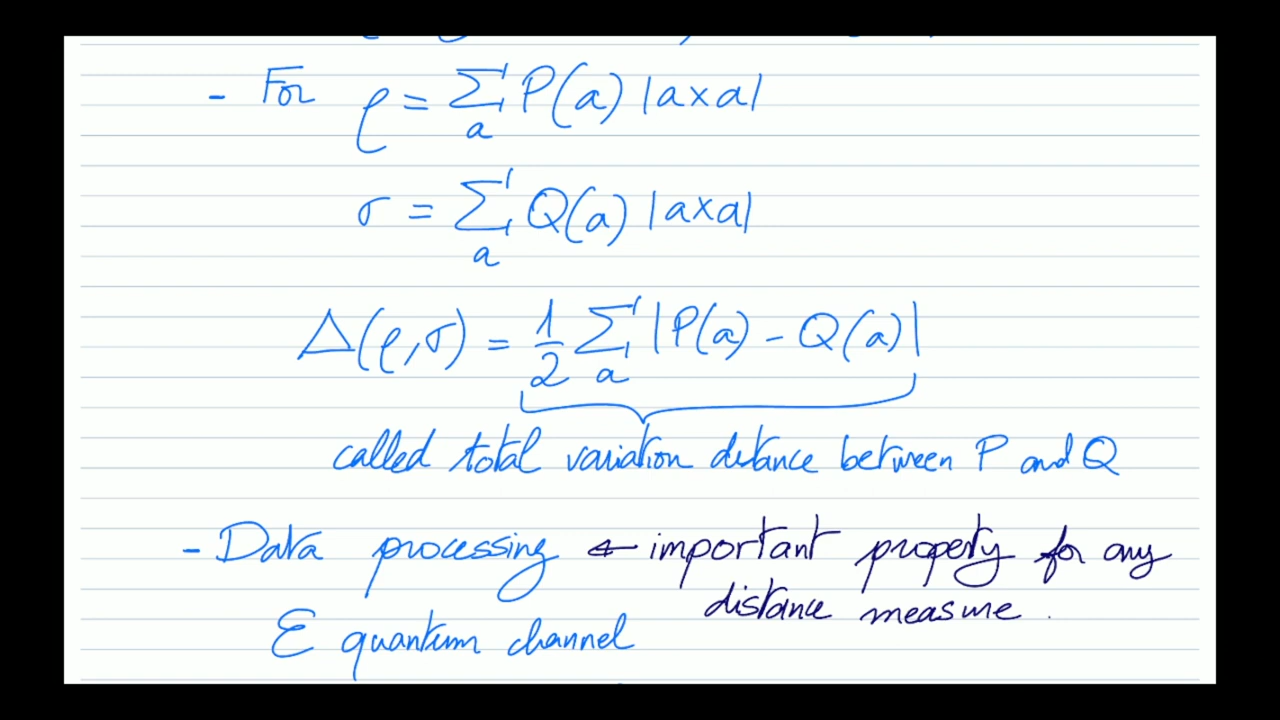 - For ρ = ∑ P(a) |a×a|
a
σ = ∑ Q(a) |a×a|
a
Δ(ρ,σ) = 1/2 ∑ |P(a) - Q(a)|
a
called total variation distance between P and Q
- Data processing ← important property for any
distance measure.
ℰ quantum channel